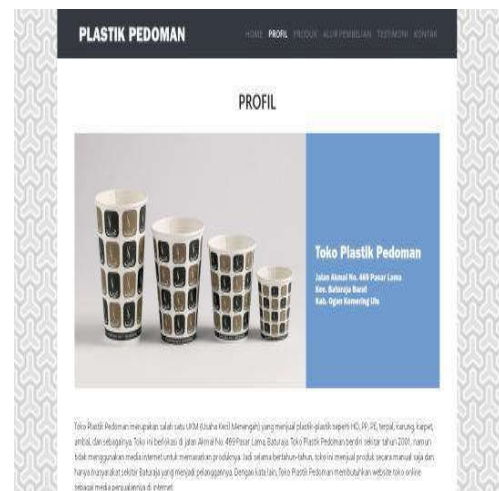 PLASTIK PEDOMAN
HOME PROFIL PRODUK ALUR PEMBELIAN TESTIMONI KONTAK
PROFIL
Toko Plastik Pedoman
Jalan Akmal No. 469 Pasar Lama
Kec. Baturaja Barat
Kab. Ogan Komering Ulu
Toko Plastik Pedoman merupakan salah satu UKM (Usaha Kecil Menengah) yang menjual plastik-plastik seperti HD, PP, PE, terpal, karung, karpet,
ambal, dan sebagainya. Toko ini berlokasi di jalan Akmal No. 469 Pasar Lama, Baturaja. Toko Plastik Pedoman berdiri sekitar tahun 2001, namun
tidak menggunakan media internet untuk memasarkan produknya. Jadi selama bertahun-tahun, toko ini menjual produk secara manual saja dan
hanya masyarakat sekitar Baturaja yang menjadi pelanggannya. Dengan kata lain, Toko Plastik Pedoman membutuhkan website toko online
sebagai media penjualannya di internet.